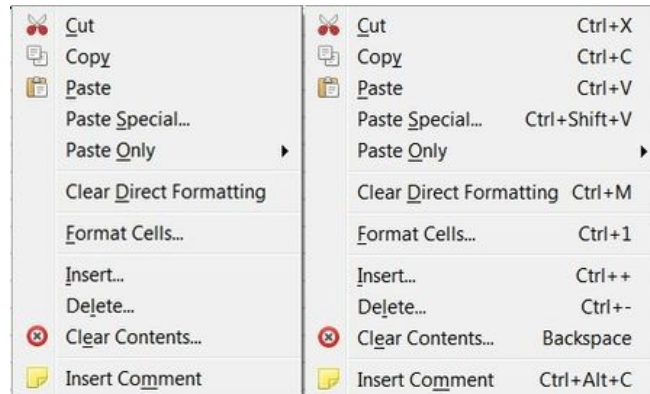 Cut
Copy
Paste
Paste Special...
Paste Only
Clear Direct Formatting
Format Cells...
Insert...
Delete...
Clear Contents...
Insert Comment
Cut Ctrl+X
Copy Ctrl+C
Paste Ctrl+V
Paste Special... Ctrl+Shift+V
Paste Only
Clear Direct Formatting Ctrl+M
Format Cells... Ctrl+1
Insert... Ctrl++
Delete... Ctrl+-
Clear Contents... Backspace
Insert Comment Ctrl+Alt+C